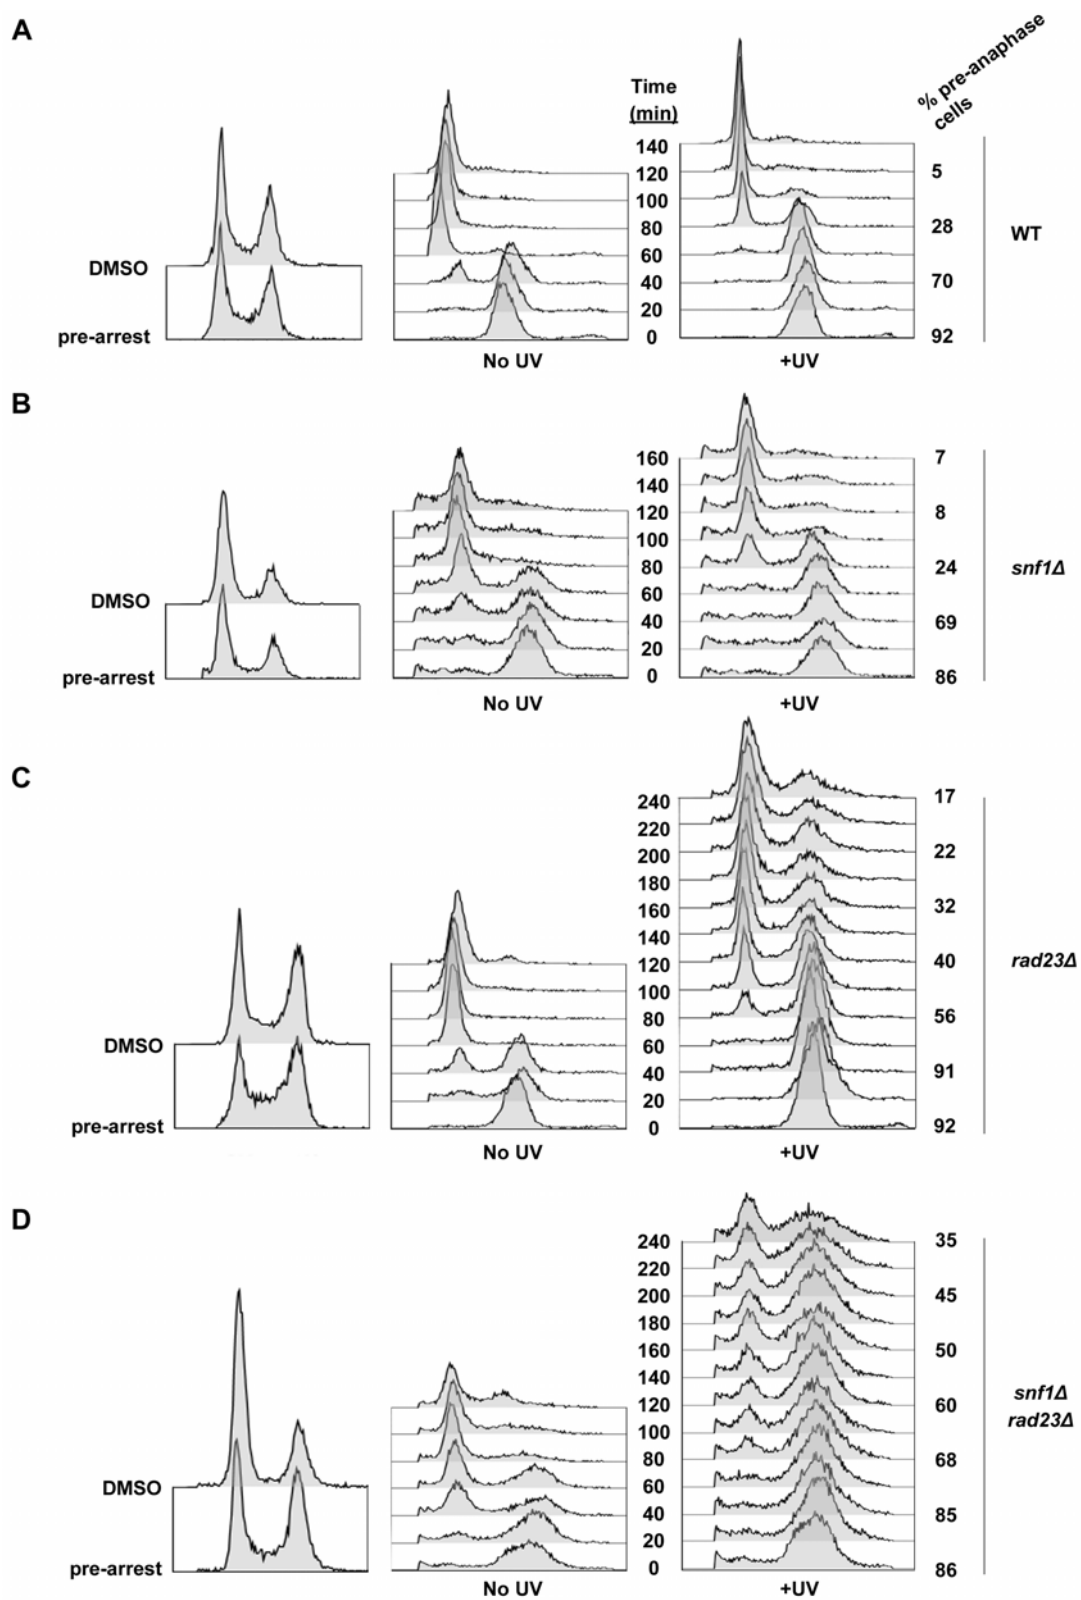 A
% pre-anaphase
cells
Time
(min)
140
120
5
100
80
28
WT
60
DMSO
40
70
20
pre-arrest
0
92
No UV
+UV
B
160
7
140
120
8
100
80
24
snf1Δ
DMSO
60
40
69
20
pre-arrest
0
86
No UV
+UV
C
240
17
220
200
22
180
160
32
140
120
40
rad23Δ
100
80
56
DMSO
60
40
91
20
pre-arrest
0
92
No UV
+UV
D
240
35
220
200
45
180
160
50
140
120
60
snf1Δ
rad23Δ
100
80
68
DMSO
60
40
85
20
pre-arrest
0
86
No UV
+UV